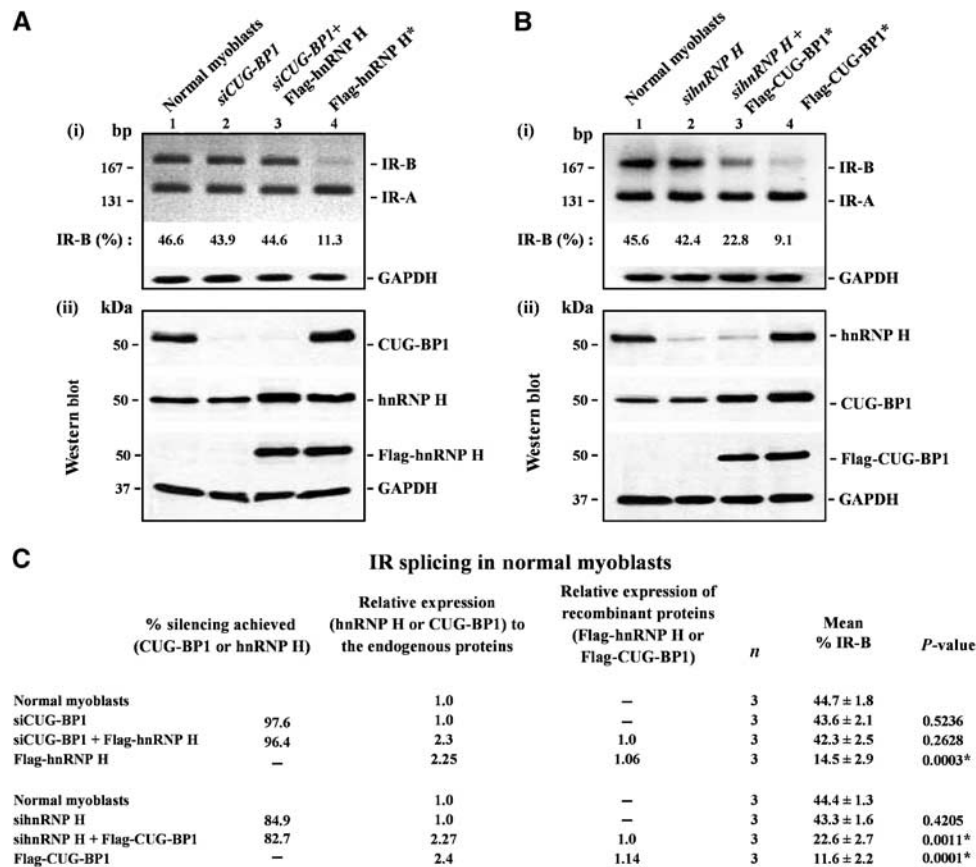 A
Normal myoblasts
siCUG-BP1
siCUG-BP1+
Flag-hnRNP H
Flag-hnRNP H*
1 2 3 4
(i) bp
167 –
131 –
– IR-B
– IR-A
IR-B (%) : 46.6 43.9 44.6 11.3
– GAPDH
(ii) kDa
50 –
– CUG-BP1
50 –
– hnRNP H
50 –
– Flag-hnRNP H
37 –
– GAPDH
Western blot
B
Normal myoblasts
sihnRNP H
sihnRNP H +
Flag-CUG-BP1*
Flag-CUG-BP1*
1 2 3 4
(i) bp
167 –
131 –
– IR-B
– IR-A
IR-B (%) : 45.6 42.4 22.8 9.1
– GAPDH
(ii) kDa
50 –
– hnRNP H
50 –
– CUG-BP1
50 –
– Flag-CUG-BP1
37 –
– GAPDH
Western blot
C
IR splicing in normal myoblasts
% silencing achieved
(CUG-BP1 or hnRNP H)
Relative expression
(hnRNP H or CUG-BP1) to
the endogenous proteins
Relative expression of
recombinant proteins
(Flag-hnRNP H or
Flag-CUG-BP1)
n
Mean
% IR-B
P-value
Normal myoblasts 1.0 – 3 44.7 ± 1.8
siCUG-BP1 97.6 1.0 – 3 43.6 ± 2.1 0.5236
siCUG-BP1 + Flag-hnRNP H 96.4 2.3 1.0 3 42.3 ± 2.5 0.2628
Flag-hnRNP H – 2.25 1.06 3 14.5 ± 2.9 0.0003*
Normal myoblasts 1.0 – 3 44.4 ± 1.3
sihnRNP H 84.9 1.0 – 3 43.3 ± 1.6 0.4205
sihnRNP H + Flag-CUG-BP1 82.7 2.27 1.0 3 22.6 ± 2.7 0.0011*
Flag-CUG-BP1 – 2.4 1.14 3 11.6 ± 2.2 0.0001*